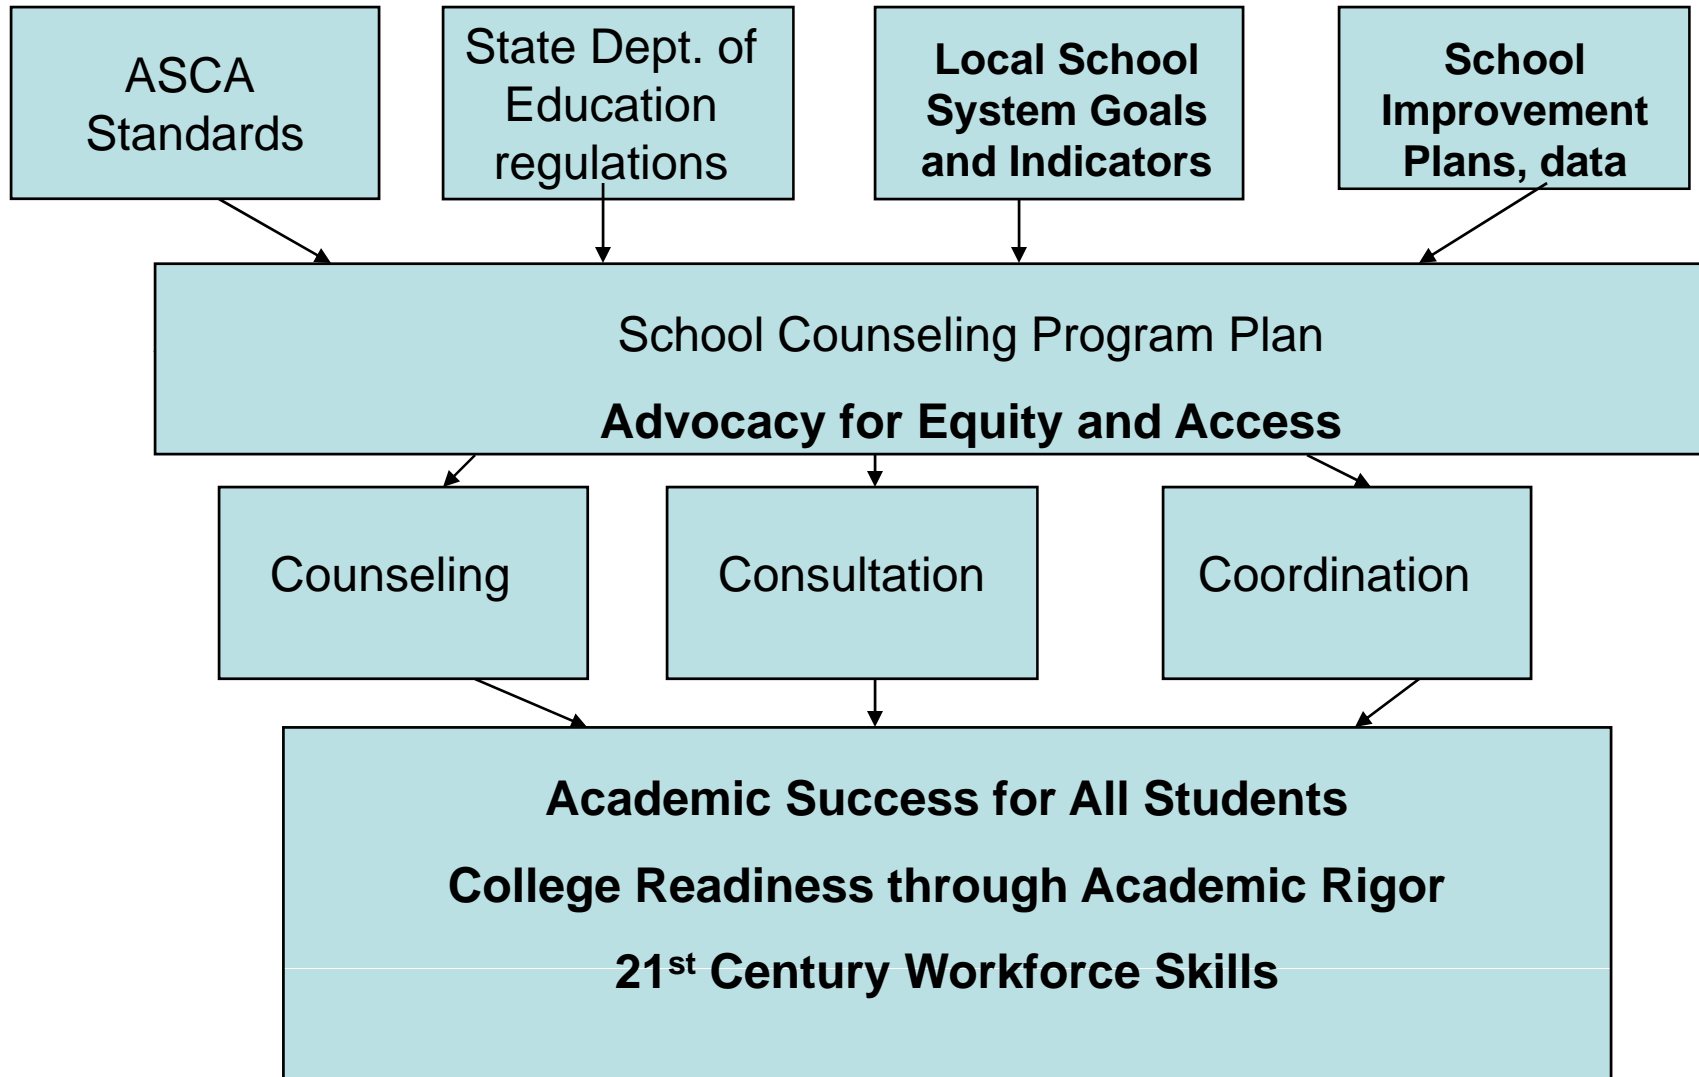 ASCA
Standards
State Dept. of
Education
regulations
Local School
System Goals
and Indicators
School
Improvement
Plans, data
School Counseling Program Plan
Advocacy for Equity and Access
Counseling
Consultation
Coordination
Academic Success for All Students
College Readiness through Academic Rigor
21st Century Workforce Skills